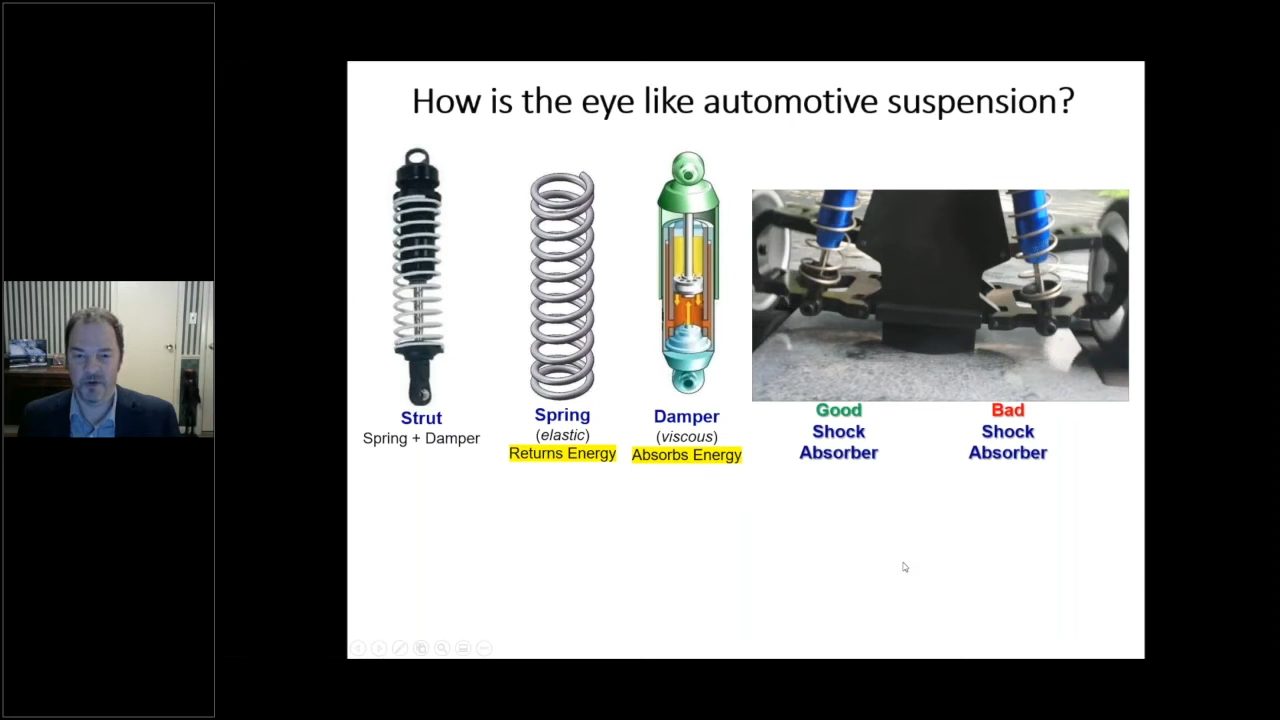 How is the eye like automotive suspension?
Strut
Spring + Damper
Spring
(elastic)
Returns Energy
Damper
(viscous)
Absorbs Energy
Good
Shock
Absorber
Bad
Shock
Absorber